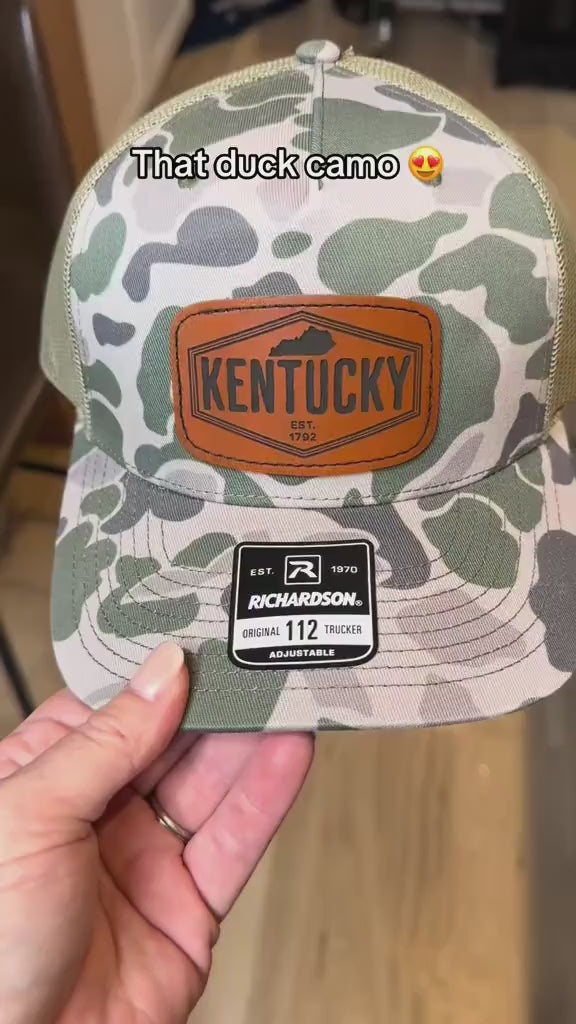 That duck camo 😍
KENTUCKY
EST.
1792
EST. R 1970
RICHARDSON®
ORIGINAL 112 TRUCKER
ADJUSTABLE